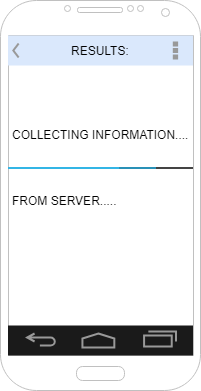 RESULTS:
COLLECTING INFORMATION....
FROM SERVER.....